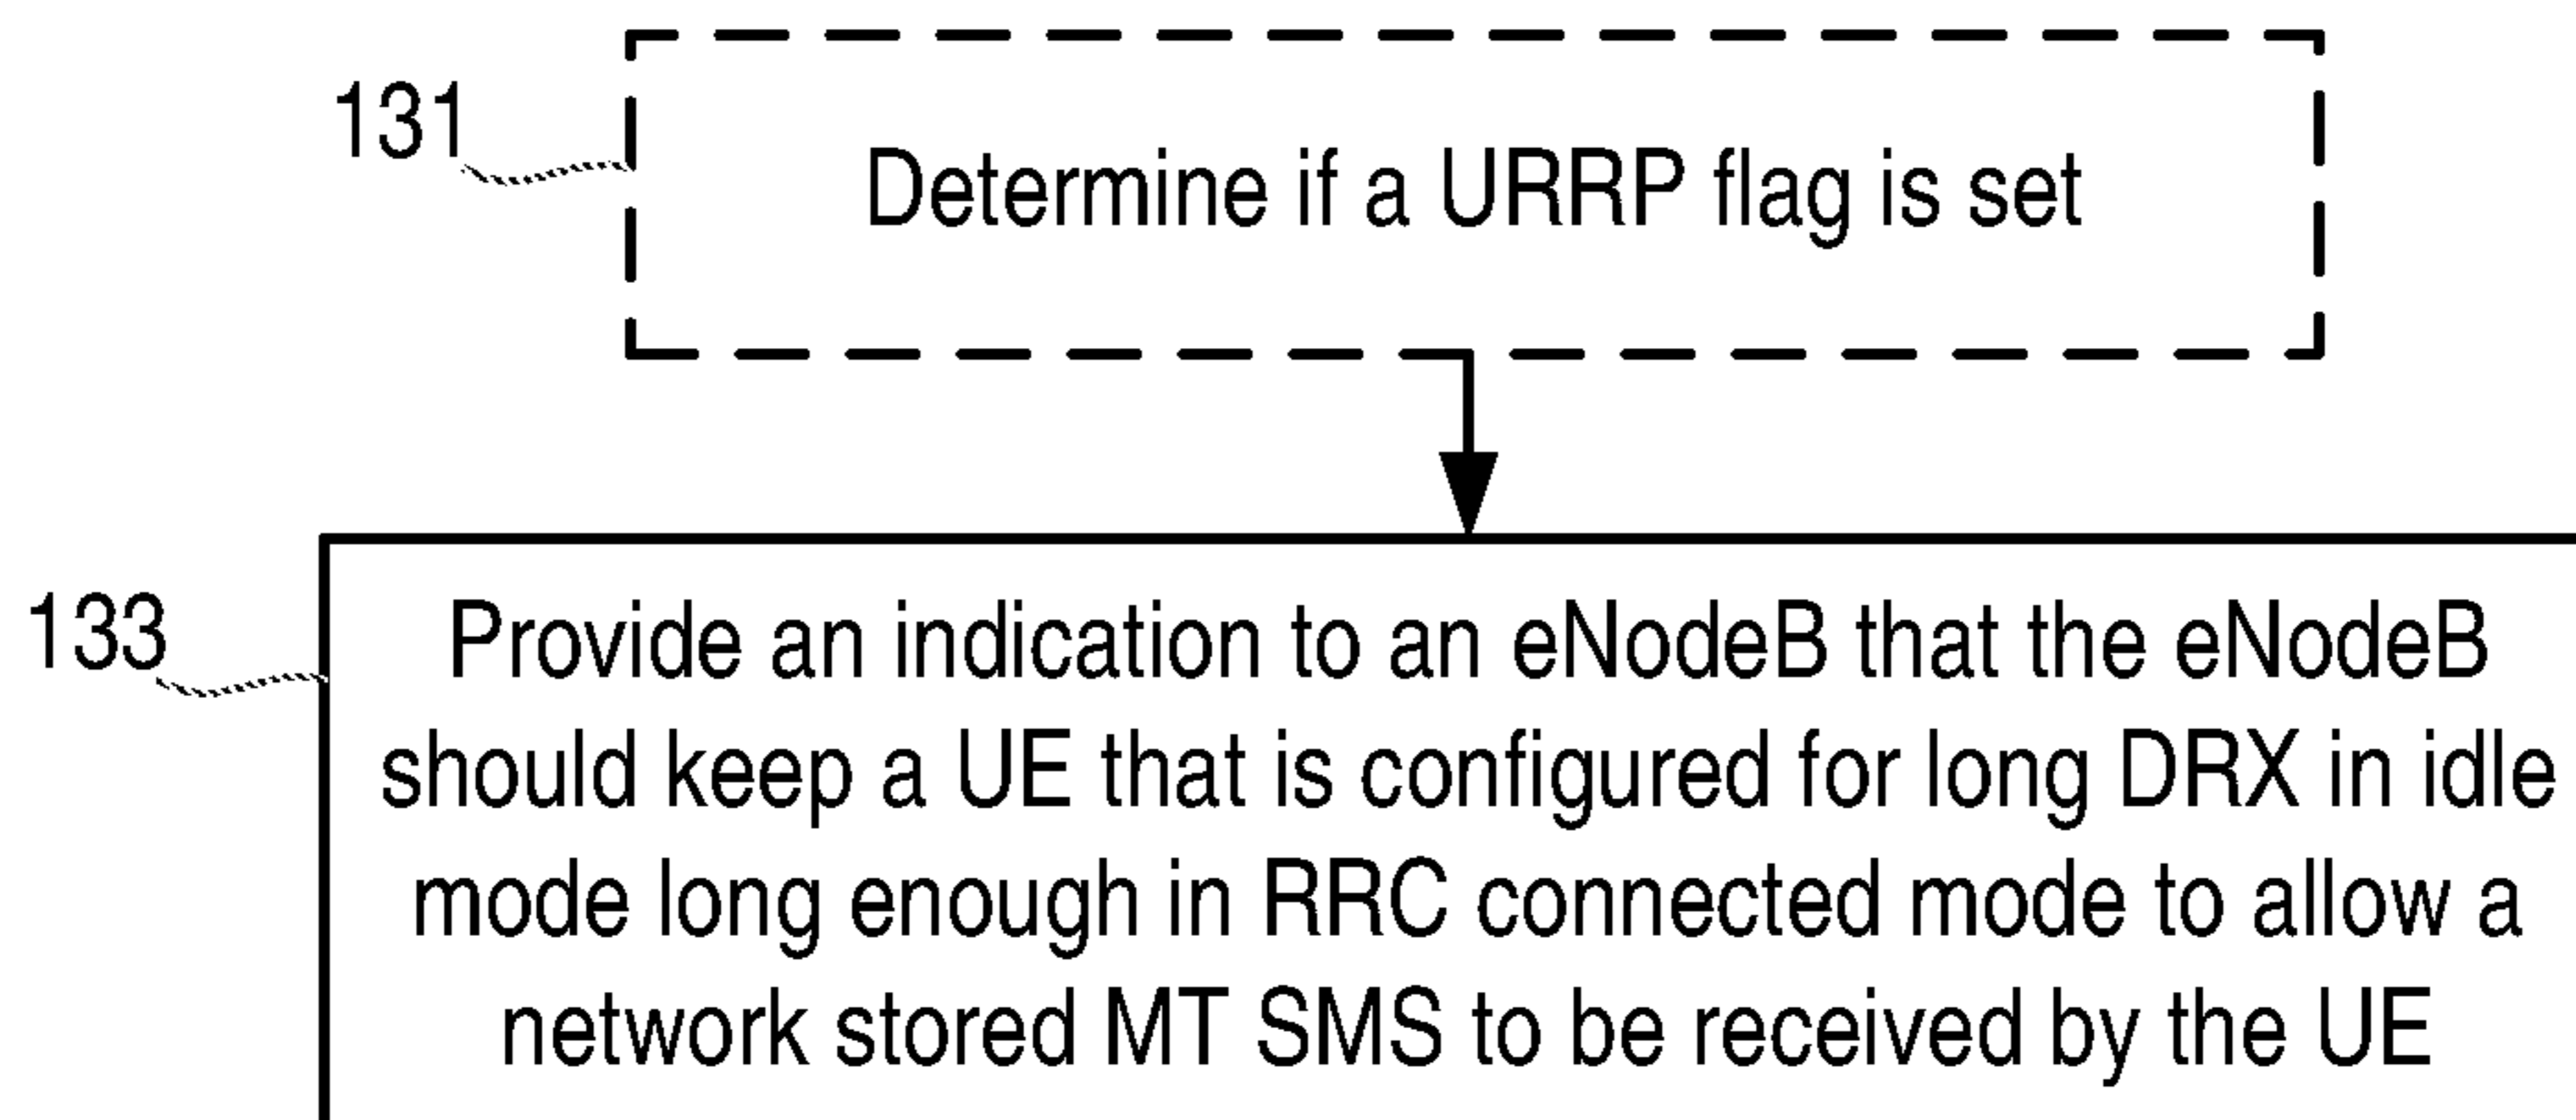 131
Determine if a URRP flag is set
133
Provide an indication to an eNodeB that the eNodeB
should keep a UE that is configured for long DRX in idle
mode long enough in RRC connected mode to allow a
network stored MT SMS to be received by the UE